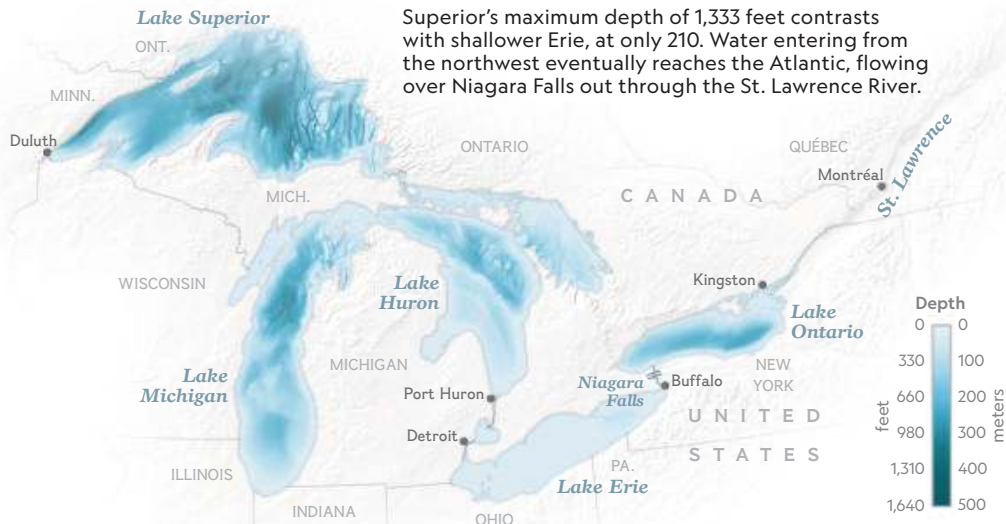 Superior's maximum depth of 1,333 feet contrasts
with shallower Erie, at only 210. Water entering from
the northwest eventually reaches the Atlantic, flowing
over Niagara Falls out through the St. Lawrence River.
Lake Superior
ONT.
MINN.
Duluth
ONTARIO
QUÉBEC
St. Lawrence
Montréal
MICH.
CANADA
WISCONSIN
Lake
Huron
Kingston
Lake
Ontario
Lake
Michigan
MICHIGAN
Port Huron
Niagara
Falls
Buffalo
NEW
YORK
UNITED
STATES
Detroit
ILLINOIS
PA.
Lake Erie
INDIANA
OHIO
Depth
0 0
330 100
660 200
980 300
1,310 400
1,640 500
feet
meters